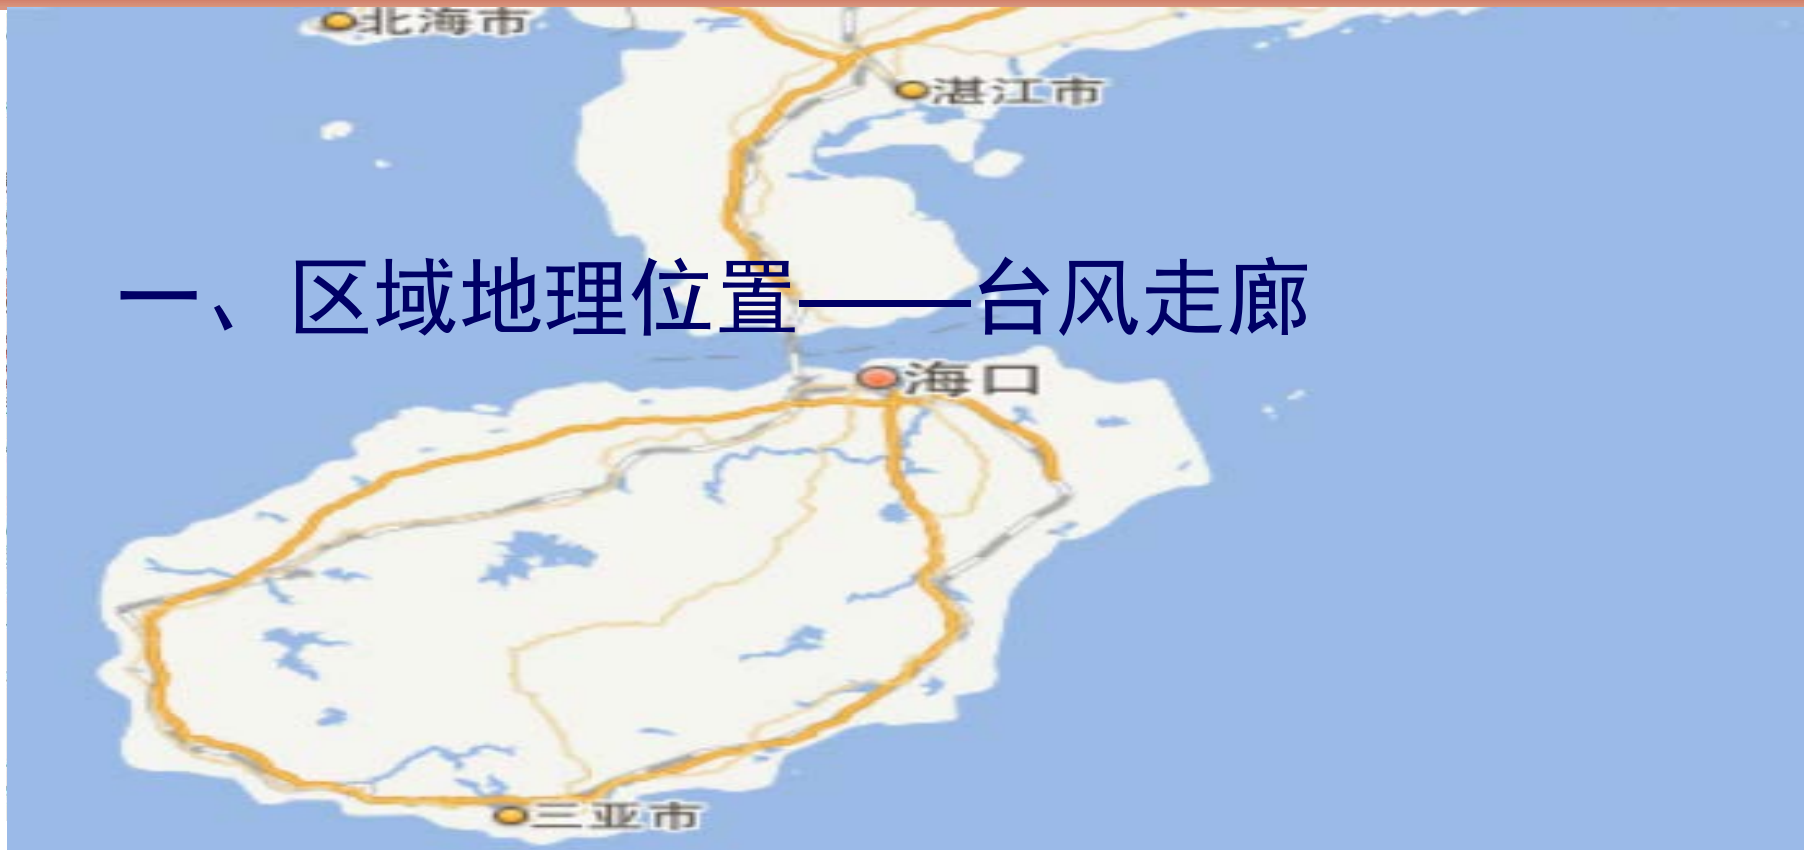 北海市
湛江市
一、区域地理位置——台风走廊
海口
三亚市